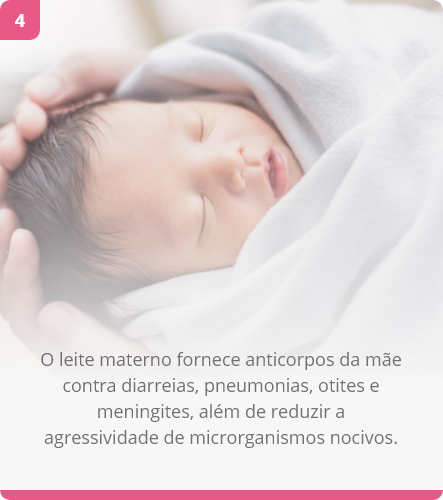 4
O leite materno fornece anticorpos da mãe
contra diarreias, pneumonias, otites e
meningites, além de reduzir a
agressividade de microrganismos nocivos.